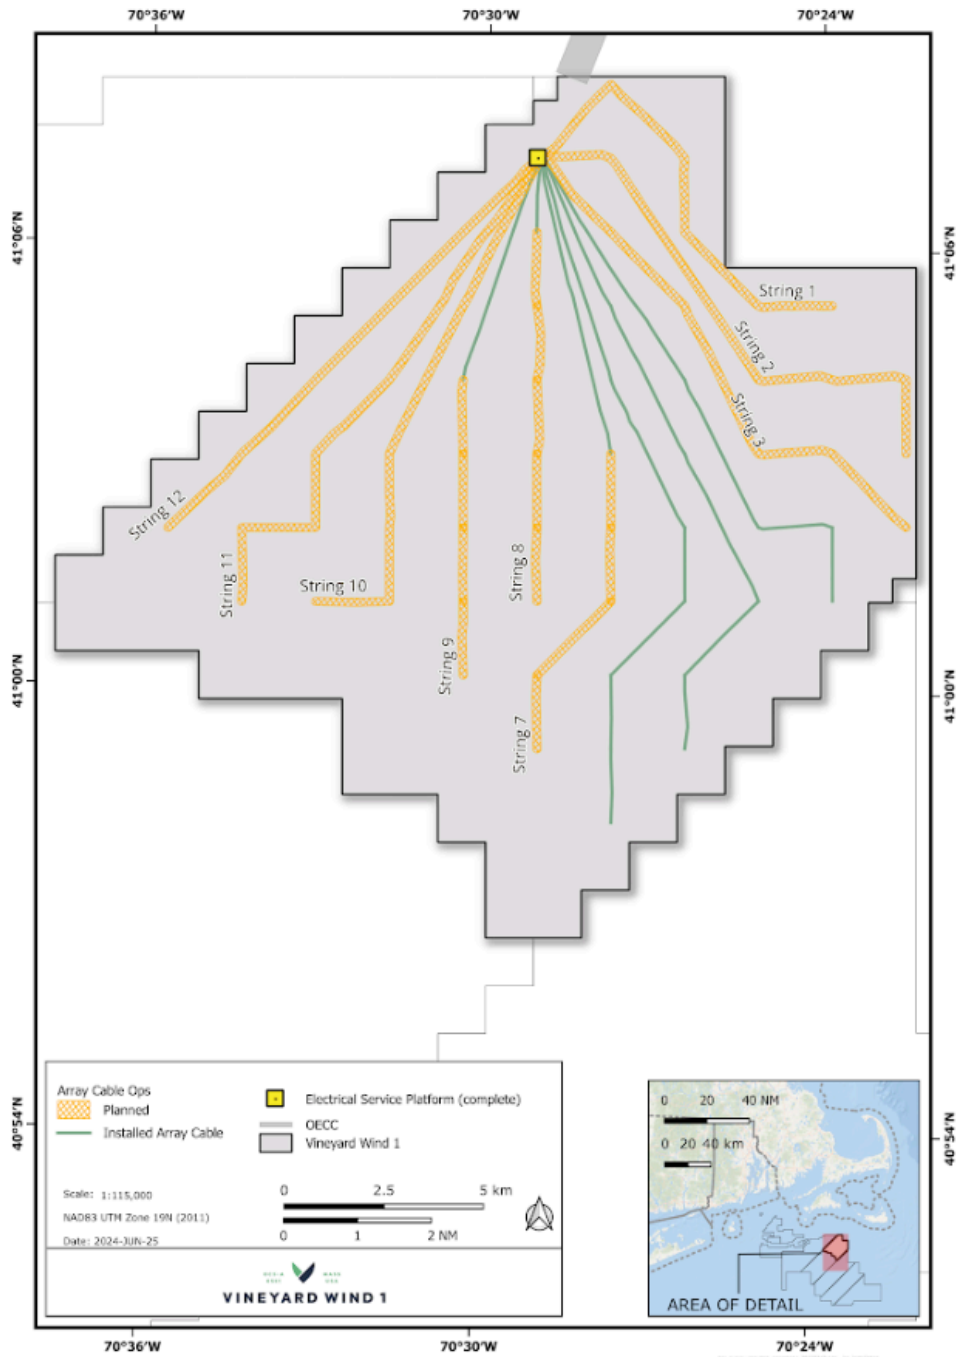 70°36'W
70°30'W
70°24'W
41°06'N
41°06'N
String 1
String 2
String 3
String 12
String 11
String 10
String 9
String 8
String 7
41°00'N
41°00'N
40°54'N
40°54'N
Array Cable Ops
Planned
Installed Array Cable
Electrical Service Platform (complete)
OECC
Vineyard Wind 1
Scale: 1:115,000
NAD83 UTM Zone 19N (2011)
Date: 2024-JUN-25
0 2.5 5 km
0 1 2 NM
VINEYARD WIND 1
0 20 40 NM
0 20 40 km
AREA OF DETAIL
70°36'W
70°30'W
70°24'W